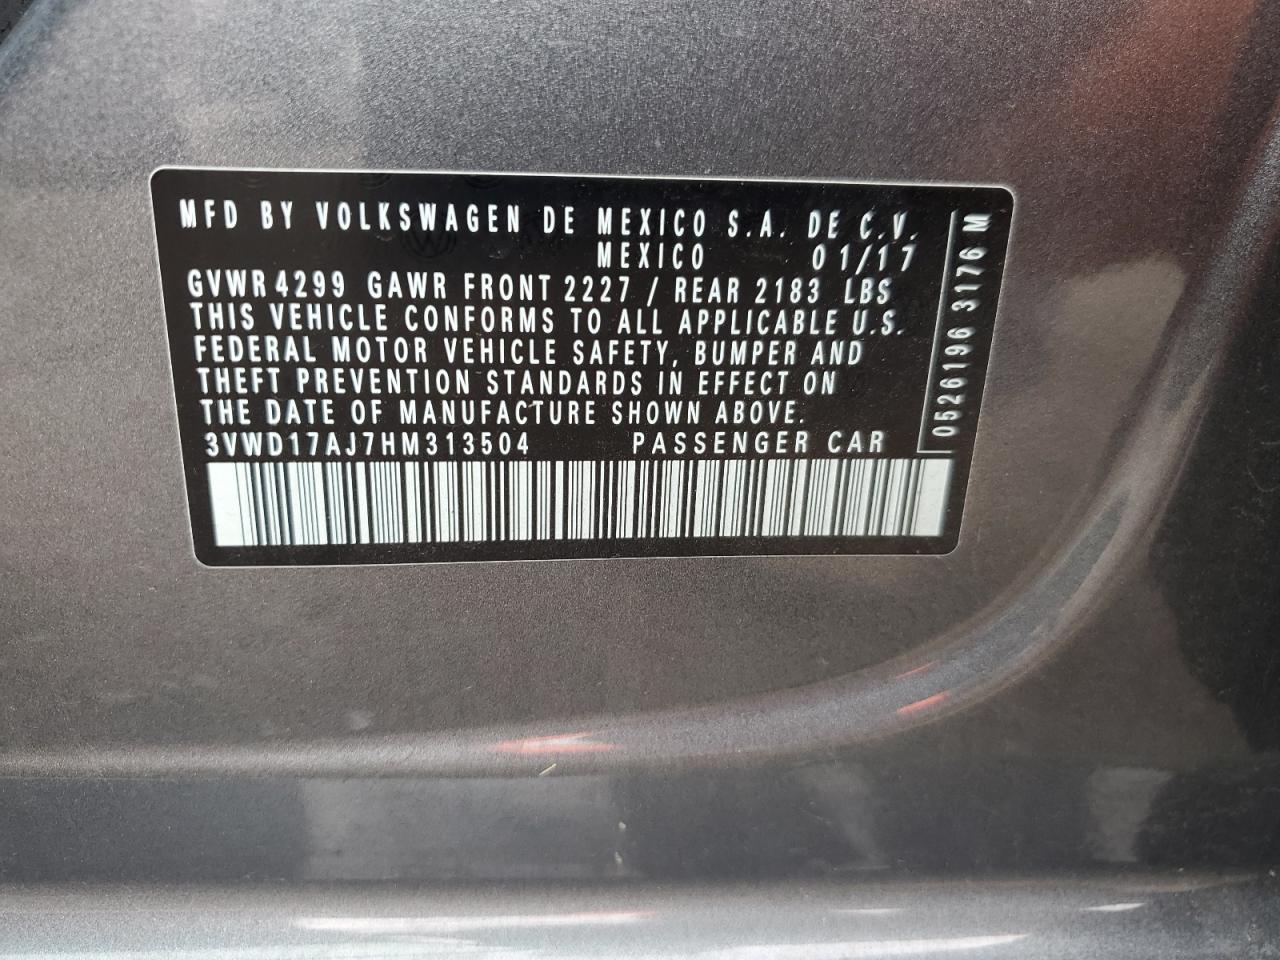 MFD BY VOLKSWAGEN DE MEXICO S.A. DE C.V.
MEXICO 01/17
GVWR 4299 GAWR FRONT 2227 / REAR 2183 LBS
THIS VEHICLE CONFORMS TO ALL APPLICABLE U.S.
FEDERAL MOTOR VEHICLE SAFETY, BUMPER AND
THEFT PREVENTION STANDARDS IN EFFECT ON
THE DATE OF MANUFACTURE SHOWN ABOVE.
3VWD17AJ7HM313504 PASSENGER CAR
0526196 3176 M